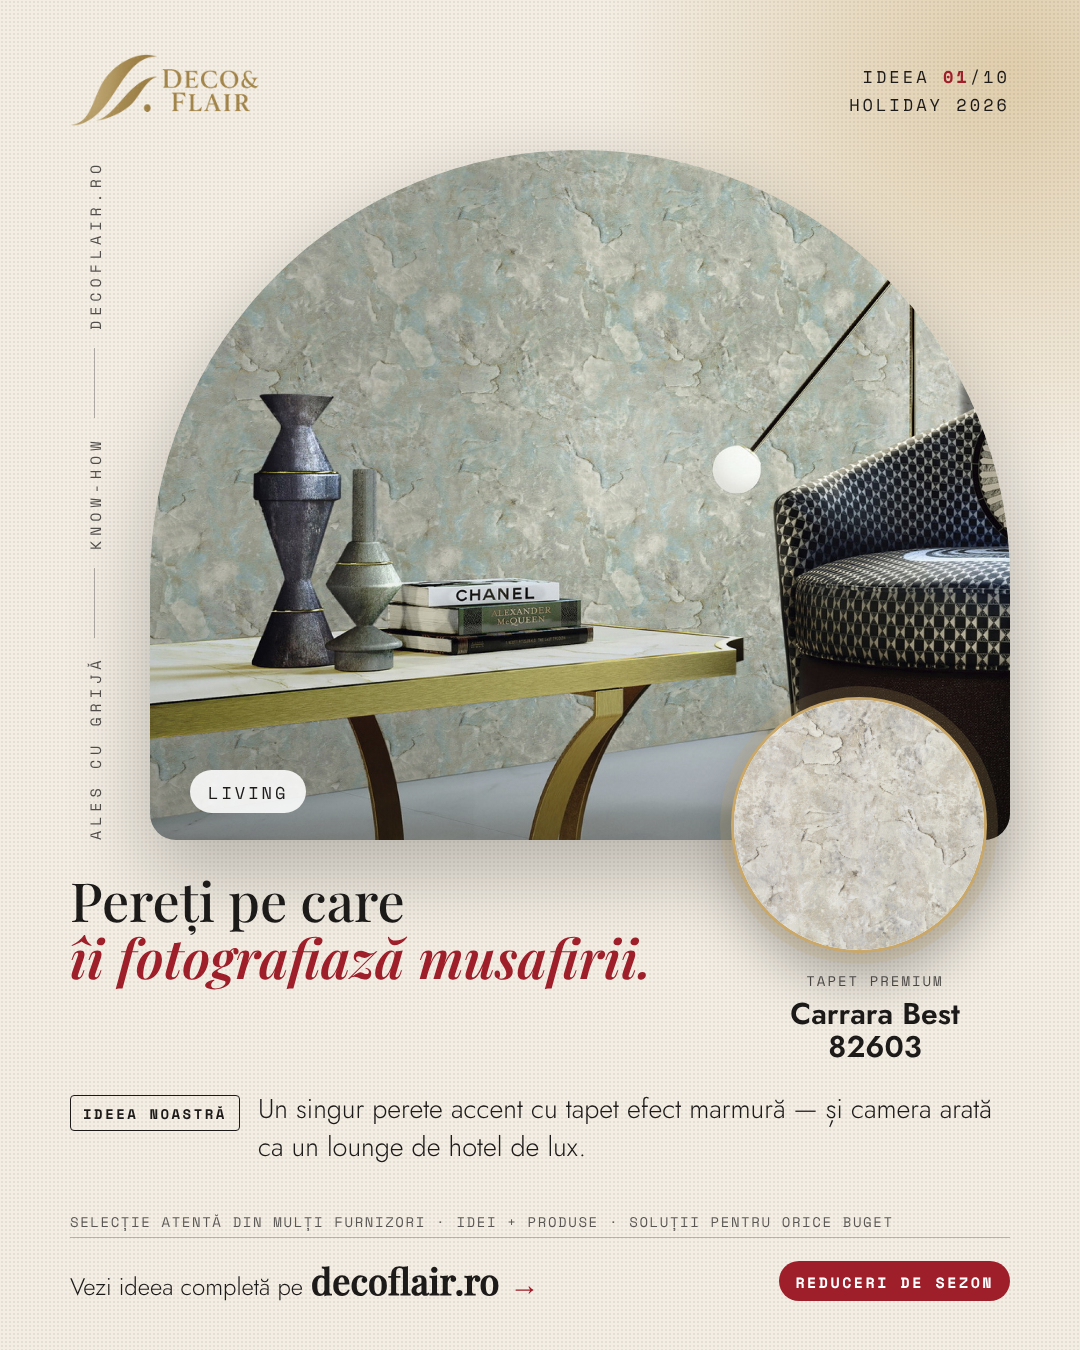 DECO&
FLAIR
IDEEA 01/10
HOLIDAY 2026
DECOFLAIR.RO
KNOW-HOW
ALES CU GRIJĂ
CHANEL
ALEXANDER
McQUEEN
LIVING
Pereți pe care
îi fotografiază musafirii.
TAPET PREMIUM
Carrara Best
82603
IDEEA NOASTRĂ
Un singur perete accent cu tapet efect marmură — și camera arată
ca un lounge de hotel de lux.
SELECȚIE ATENTĂ DIN MULȚI FURNIZORI · IDEI + PRODUSE · SOLUȚII PENTRU ORICE BUGET
Vezi ideea completă pe decoflair.ro →
REDUCERI DE SEZON